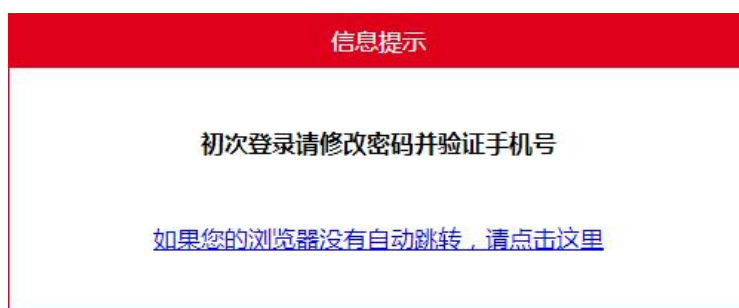 信息提示
初次登录请修改密码并验证手机号
如果您的浏览器没有自动跳转，请点击这里